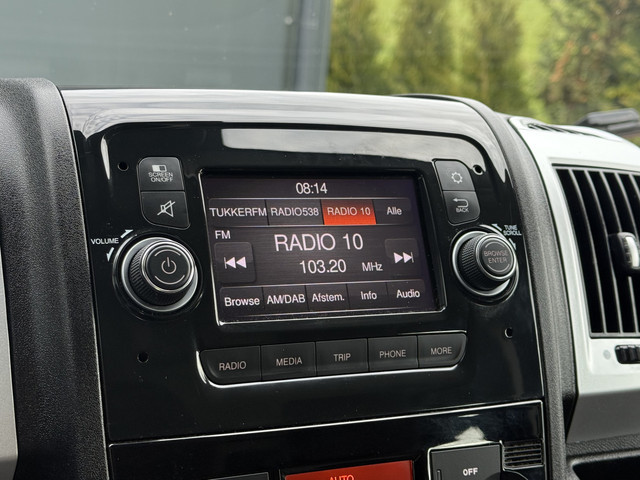 SCREEN
ON/OFF
08:14
BACK
TUKKERFM RADIO538 RADIO 10 Alle
FM
VOLUME
TUNE
SCROLL
RADIO 10
103.20 MHz
BROWSE
ENTER
Browse AM/DAB Afstem. Info Audio
RADIO MEDIA TRIP PHONE MORE
AUTO
OFF